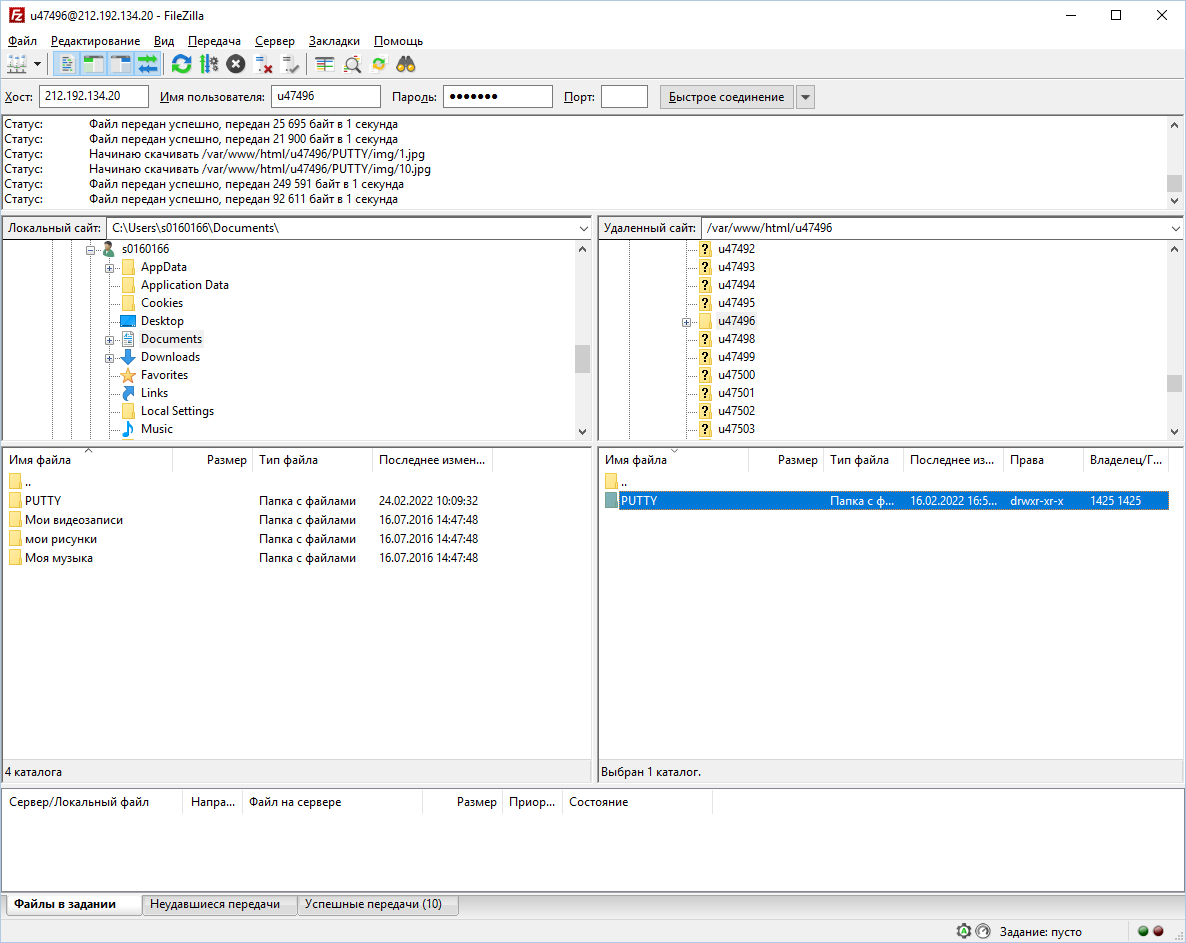 u47496@212.192.134.20 - FileZilla
Файл Редактирование Вид Передача Сервер Закладки Помощь
Хост: 212.192.134.20 Имя пользователя: u47496 Пароль: ●●●●●●● Порт: Быстрое соединение
Статус: Файл передан успешно, передан 25 695 байт в 1 секунда
Статус: Файл передан успешно, передан 21 900 байт в 1 секунда
Статус: Начинаю скачивать /var/www/html/u47496/PUTTY/img/1.jpg
Статус: Начинаю скачивать /var/www/html/u47496/PUTTY/img/10.jpg
Статус: Файл передан успешно, передан 249 591 байт в 1 секунда
Статус: Файл передан успешно, передан 92 611 байт в 1 секунда
Локальный сайт: C:\Users\s0160166\Documents\
s0160166
AppData
Application Data
Cookies
Desktop
Documents
Downloads
Favorites
Links
Local Settings
Music
Удаленный сайт: /var/www/html/u47496
u47492
u47493
u47494
u47495
u47496
u47498
u47499
u47500
u47501
u47502
u47503
Имя файла Размер Тип файла Последнее измен...
..
PUTTY Папка с файлами 24.02.2022 10:09:32
Мои видеозаписи Папка с файлами 16.07.2016 14:47:48
мои рисунки Папка с файлами 16.07.2016 14:47:48
Моя музыка Папка с файлами 16.07.2016 14:47:48
4 каталога
Имя файла Размер Тип файла Последнее из... Права Владелец/Г...
..
PUTTY Папка с ф... 16.02.2022 16:5... drwxr-xr-x 1425 1425
Выбран 1 каталог.
Сервер/Локальный файл Напра... Файл на сервере Размер Приор... Состояние
Файлы в задании Неудавшиеся передачи Успешные передачи (10)
Задание: пусто